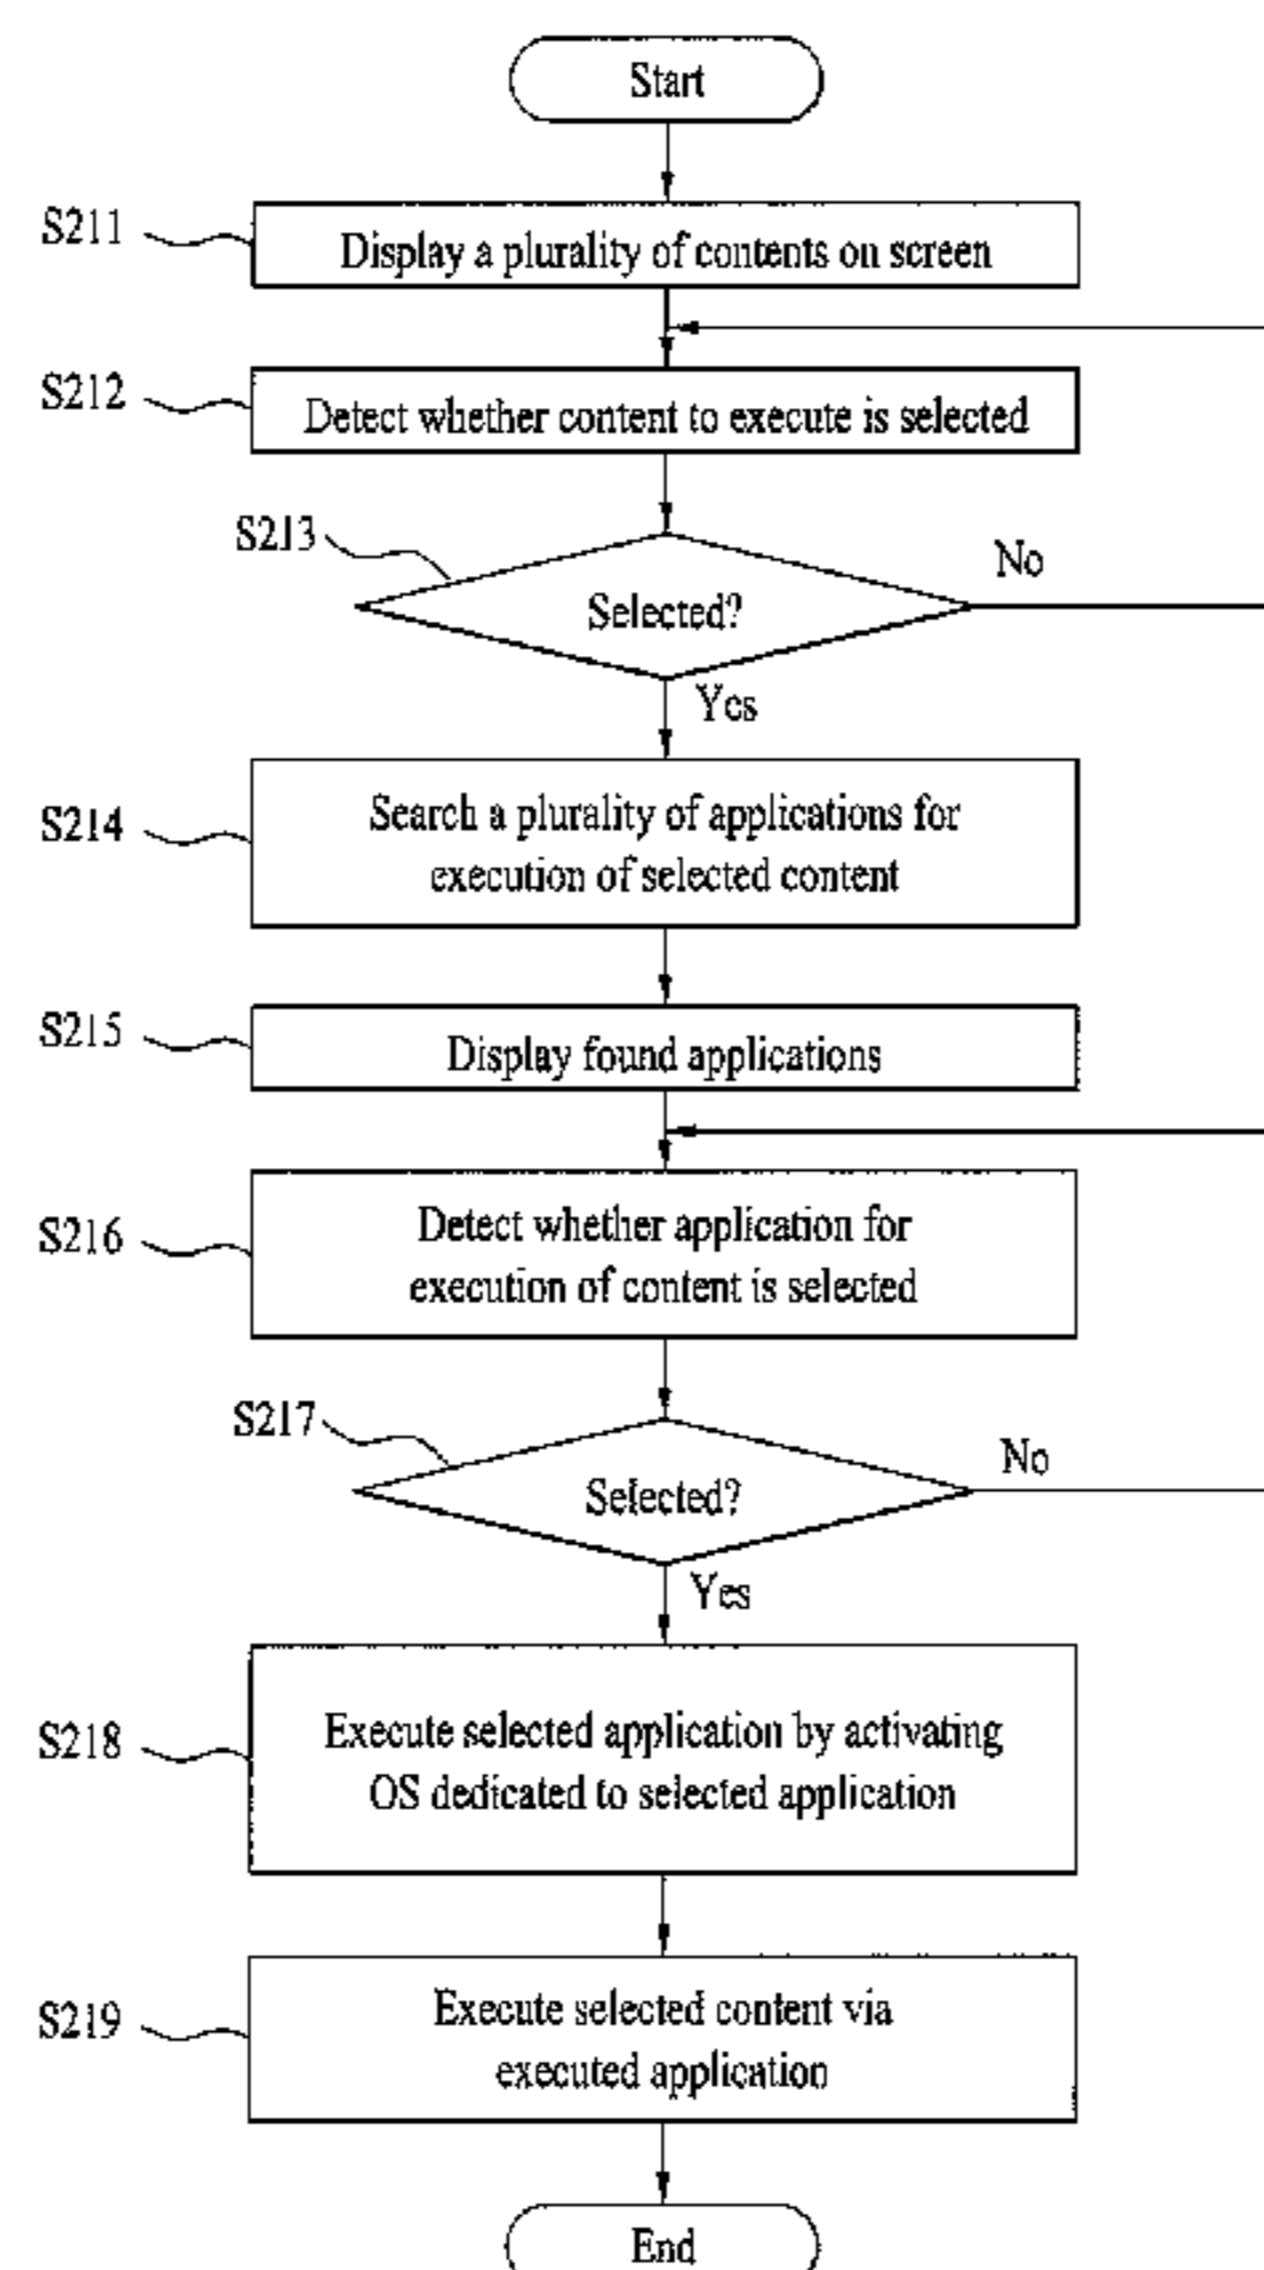 Start
S211
Display a plurality of contents on screen
S212
Detect whether content to execute is selected
S213
No
Selected?
Yes
S214
Search a plurality of applications for
execution of selected content
S215
Display found applications
S216
Detect whether application for
execution of content is selected
S217
No
Selected?
Yes
S218
Execute selected application by activating
OS dedicated to selected application
S219
Execute selected content via
executed application
End